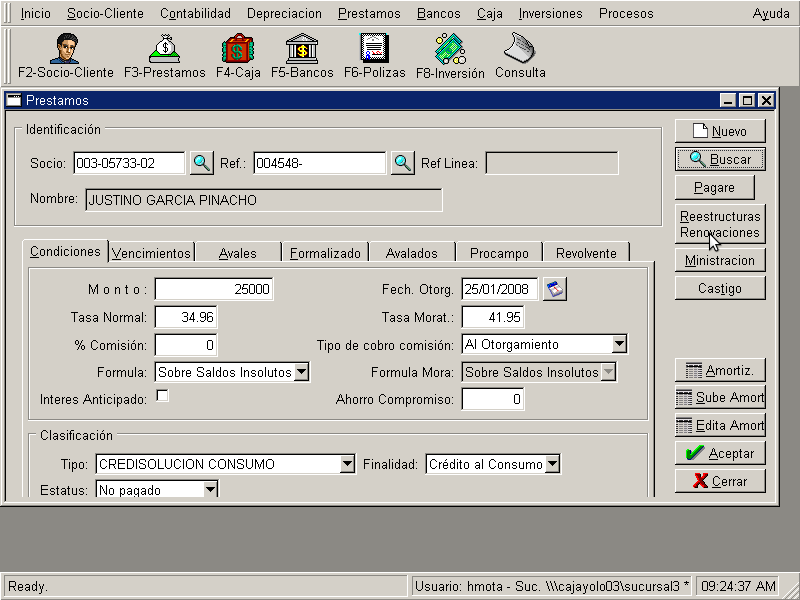 Inicio Socio-Cliente Contabilidad Depreciacion Prestamos Bancos Caja Inversiones Procesos Ayuda
F2-Socio-Cliente F3-Prestamos F4-Caja F5-Bancos F6-Polizas F8-Inversión Consulta
Prestamos
Identificación
Socio: 003-05733-02 Ref.: 004548- Ref Linea:
Nombre: JUSTINO GARCIA PINACHO
Nuevo
Buscar
Pagare
Reestructuras
Renovaciones
Ministracion
Castigo
Condiciones Vencimientos Avales Formalizado Avalados Procampo Revolvente
M o n t o : 25000 Fech. Otorg. 25/01/2008
Tasa Normal: 34.96 Tasa Morat.: 41.95
% Comisión: 0 Tipo de cobro comisión: Al Otorgamiento
Formula: Sobre Saldos Insolutos Formula Mora: Sobre Saldos Insolutos
Interes Anticipado: Ahorro Compromiso: 0
Clasificación
Tipo: CREDISOLUCION CONSUMO Finalidad: Crédito al Consumo
Estatus: No pagado
Amortiz.
Sube Amort
Edita Amort
Aceptar
Cerrar
Ready. Usuario: hmota - Suc. \\\cajayolo03\sucursal3 * 09:24:37 AM